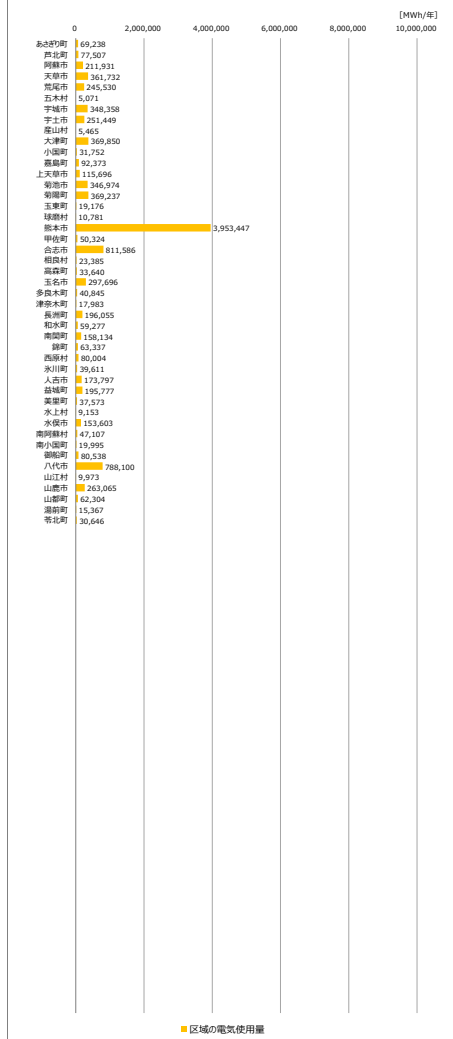 [MWh/年]
0 2,000,000 4,000,000 6,000,000 8,000,000 10,000,000
あさぎり町 69,238
芦北町 77,507
阿蘇市 211,931
天草市 361,732
荒尾市 245,530
五木村 5,071
宇城市 348,358
宇土市 251,449
産山村 5,465
大津町 369,850
小国町 31,752
嘉島町 92,373
上天草市 115,696
菊池市 346,974
菊陽町 369,237
玉東町 19,176
球磨村 10,781
熊本市 3,953,447
甲佐町 50,324
合志市 811,586
相良村 23,385
高森町 33,640
玉名市 297,696
多良木町 40,845
津奈木町 17,983
長洲町 196,055
和水町 59,277
南関町 158,134
錦町 63,337
西原村 80,004
氷川町 39,611
人吉市 173,797
益城町 195,777
美里町 37,573
水上村 9,153
水俣市 153,603
南阿蘇村 47,107
南小国町 19,995
御船町 80,538
八代市 788,100
山江村 9,973
山鹿市 263,065
山都町 62,304
湯前町 15,367
苓北町 30,646
区域の電気使用量